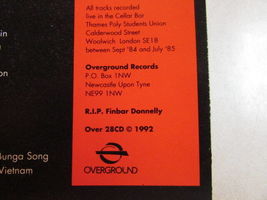 in
on
Bunga Song
Vietnam
All tracks recorded
live in the Cellar Bar
Thames Poly Students Union
Calderwood Street
Woolwich London SE18
between Sept '84 and July '85
Overground Records
P.O. Box 1NW
Newcastle Upon Tyne
NE99 1NW
R.I.P. Finbar Donnelly
Over 28CD © 1992
OVERGROUND